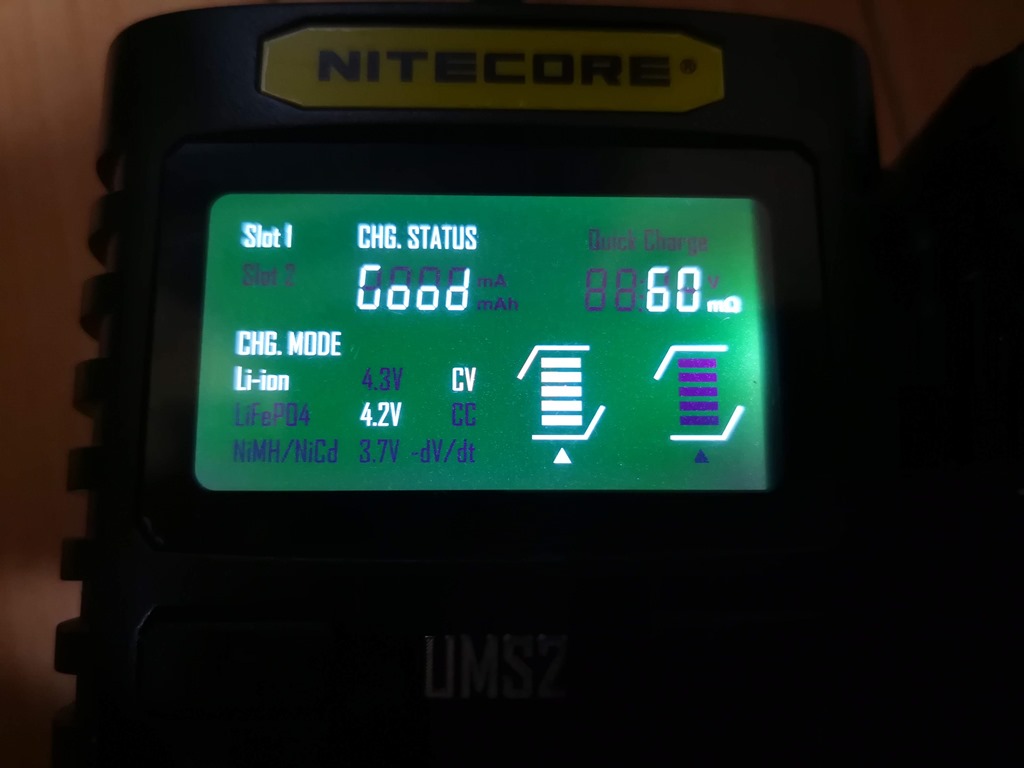 NITECORE®
Slot 1 CHG. STATUS Quick Charge
Slot 2 Good mA mAh 60 V mΩ
CHG. MODE
Li-ion 4.3V CV
LiFePO4 4.2V CC
NiMH/NiCd 3.7V -dV/dt
UMS2